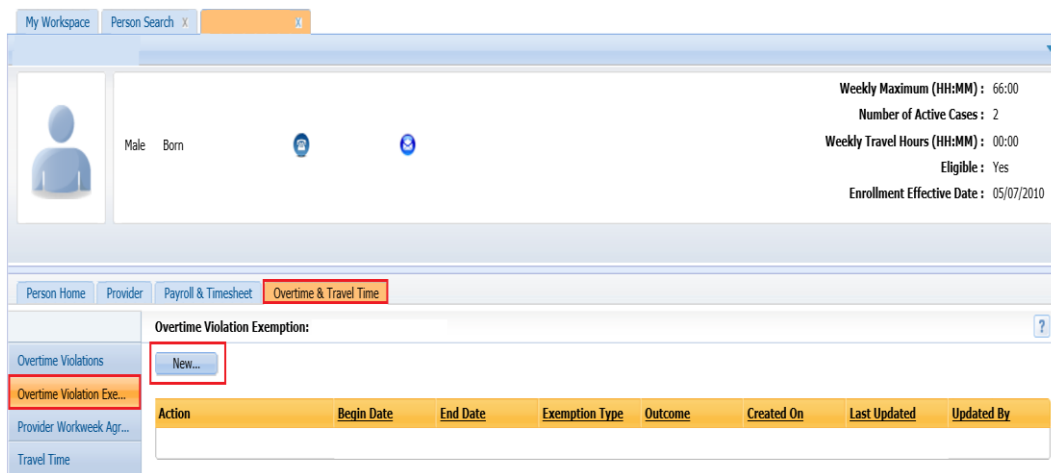 My Workspace Person Search X X
Weekly Maximum (HH:MM) : 66:00
Number of Active Cases : 2
Male Born Weekly Travel Hours (HH:MM) : 00:00
Eligible : Yes
Enrollment Effective Date : 05/07/2010
Person Home Provider Payroll & Timesheet Overtime & Travel Time
Overtime Violation Exemption: ?
Overtime Violations New...
Overtime Violation Exe...
Action Begin Date End Date Exemption Type Outcome Created On Last Updated Updated By
Provider Workweek Agr...
Travel Time